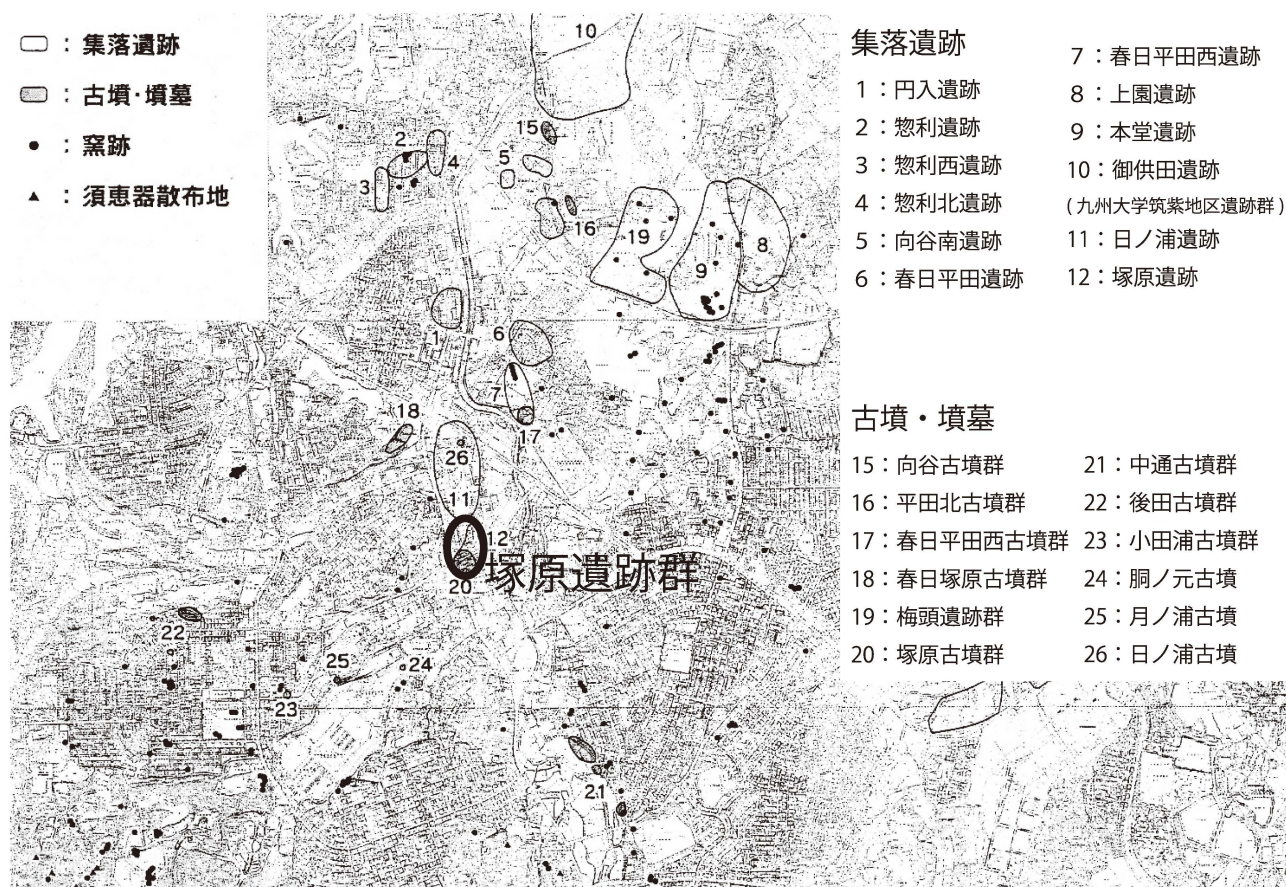 ：集落遺跡
：古墳･墳墓
：窯跡
：須恵器散布地
10
15
2
5
4
3
16
19
9
8
1
6
7
18
17
26
11
12
塚原遺跡群
20
22
25
24
23
21
集落遺跡
1：円入遺跡
2：惣利遺跡
3：惣利西遺跡
4：惣利北遺跡
5：向谷南遺跡
6：春日平田遺跡
7：春日平田西遺跡
8：上園遺跡
9：本堂遺跡
10：御供田遺跡
(九州大学筑紫地区遺跡群)
11：日ノ浦遺跡
12：塚原遺跡
古墳・墳墓
15：向谷古墳群
16：平田北古墳群
17：春日平田西古墳群
18：春日塚原古墳群
19：梅頭遺跡群
20：塚原古墳群
21：中通古墳群
22：後田古墳群
23：小田浦古墳群
24：胴ノ元古墳
25：月ノ浦古墳
26：日ノ浦古墳